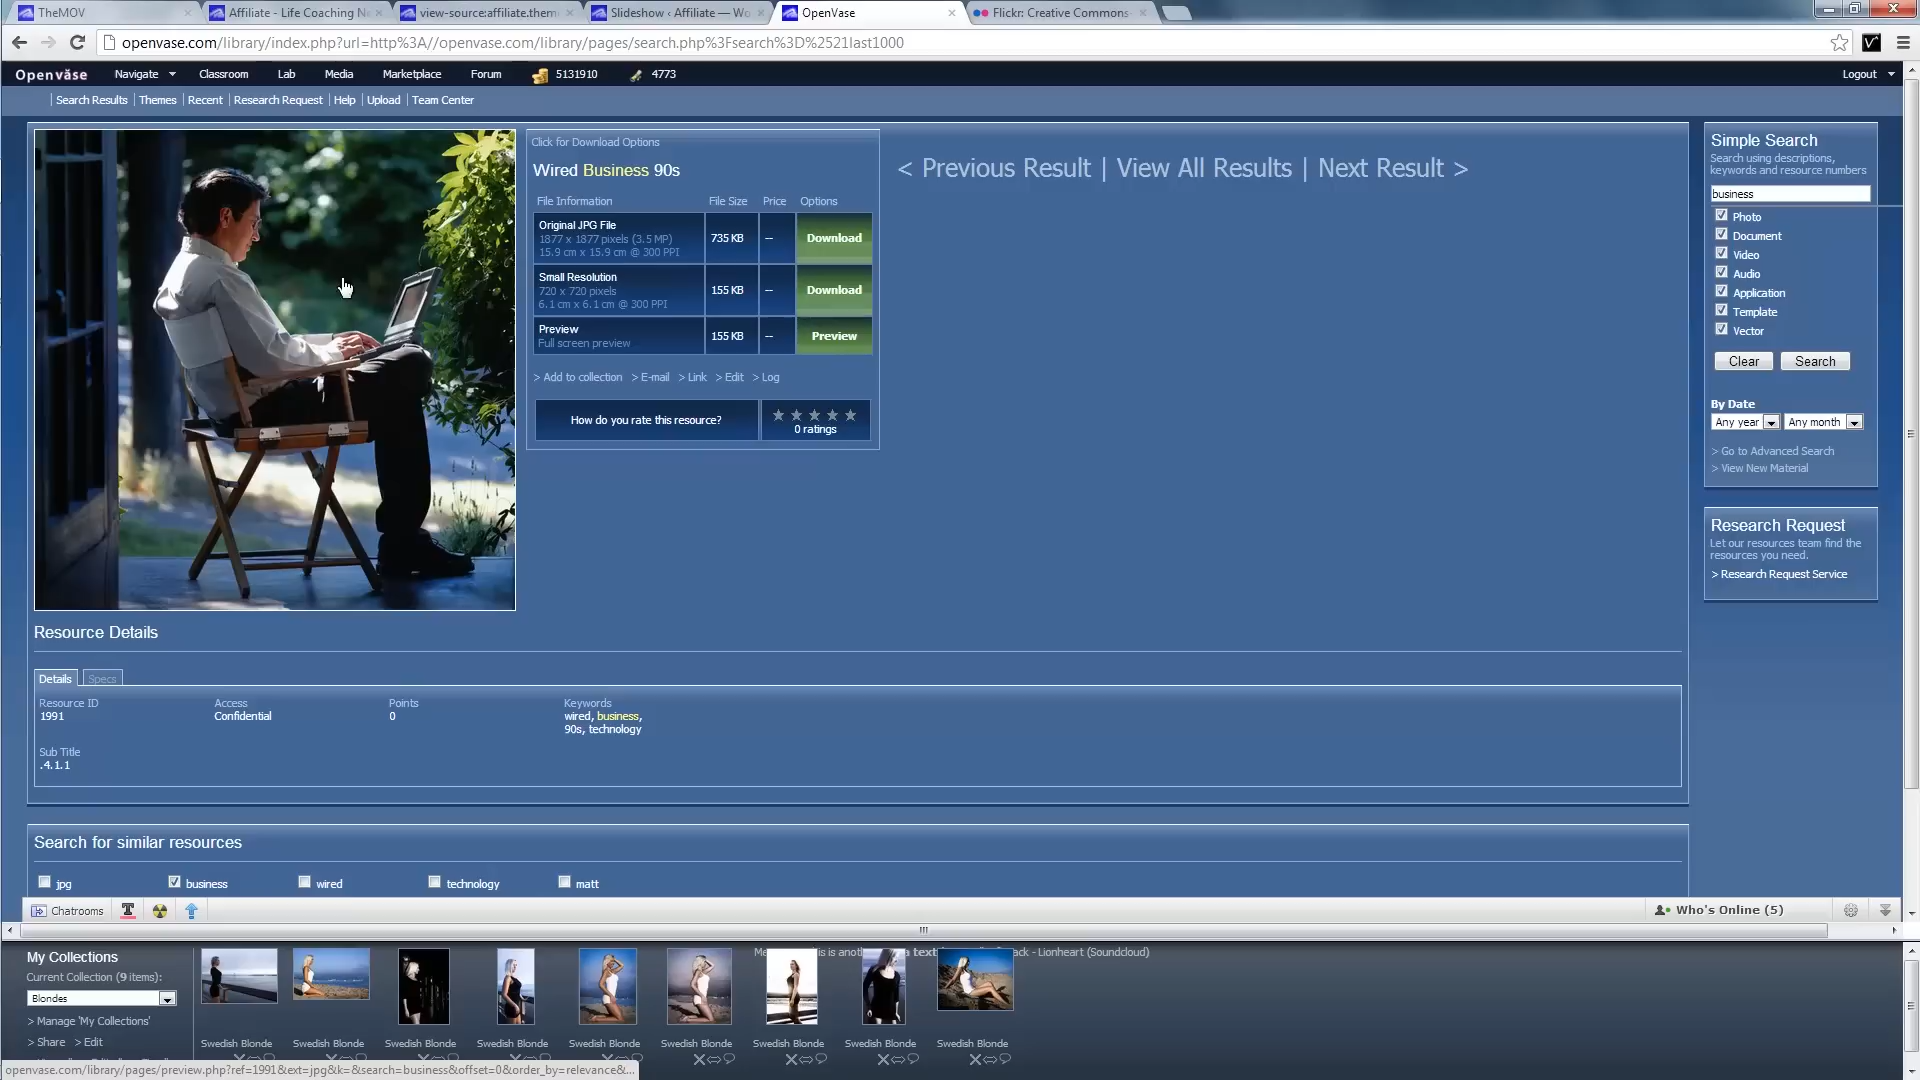 TheMOV
Affiliate - Life Coaching N
view-source:affiliate.them
Slideshow ‹ Affiliate — Wo
OpenVase
Flickr: Creative Commons
openvase.com/library/index.php?url=http%3A//openvase.com/library/pages/search.php%3Fsearch%3D%2521last1000
Openväse Navigate Classroom Lab Media Marketplace Forum 5131910 4773 Logout
Search Results Themes Recent Research Request Help Upload Team Center
Click for Download Options
Wired Business 90s
File Information File Size Price Options
Original JPG File
1877 x 1877 pixels (3.5 MP)
15.9 cm x 15.9 cm @ 300 PPI
735 KB -- Download
Small Resolution
720 x 720 pixels
6.1 cm x 6.1 cm @ 300 PPI
155 KB -- Download
Preview
Full screen preview
155 KB -- Preview
> Add to collection > E-mail > Link > Edit > Log
How do you rate this resource?
0 ratings
< Previous Result | View All Results | Next Result >
Simple Search
Search using descriptions,
keywords and resource numbers
business
Photo
Document
Video
Audio
Application
Template
Vector
Clear Search
By Date
Any year Any month
> Go to Advanced Search
> View New Material
Research Request
Let our resources team find the
resources you need.
> Research Request Service
Resource Details
Details Specs
Resource ID Access Points Keywords
1991 Confidential 0 wired, business,
90s, technology
Sub Title
.4.1.1
Search for similar resources
jpg business wired technology matt
Chatrooms
Who's Online (5)
My Collections
Current Collection (9 items):
Blondes
> Manage 'My Collections'
> Share > Edit
Swedish Blonde Swedish Blonde Swedish Blonde Swedish Blonde Swedish Blonde Swedish Blonde Swedish Blonde Swedish Blonde Swedish Blonde
text
- Lionheart (Soundcloud)
openvase.com/library/pages/preview.php?ref=1991&ext=jpg&k=&search=business&offset=0&order_by=relevance&...